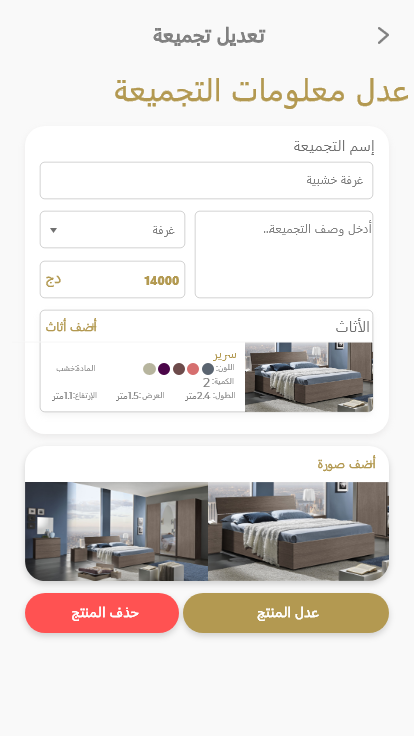 تعديل تجميعة
عدل معلومات التجميعة
إسم التجميعة
غرفة خشبية
أدخل وصف التجميعة..
غرفة
14000 دج
الأثاث
أضف أثاث
سرير
اللون:
المادة:خشب
الكمية: 2
الطول: 2.4متر
العرض:1.5متر
الإرتفاع:1.1متر
أضف صورة
عدل المنتج
حذف المنتج